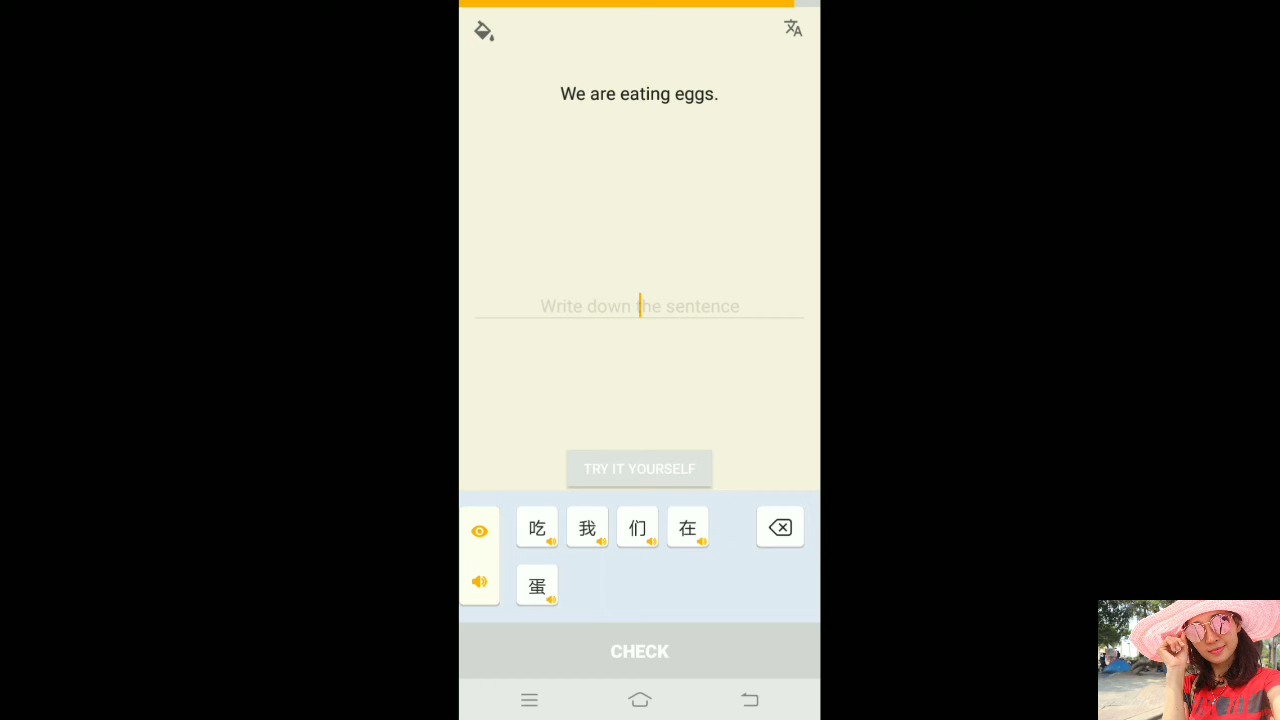 We are eating eggs.
Write down the sentence
TRY IT YOURSELF
吃 我 们 在
蛋
CHECK